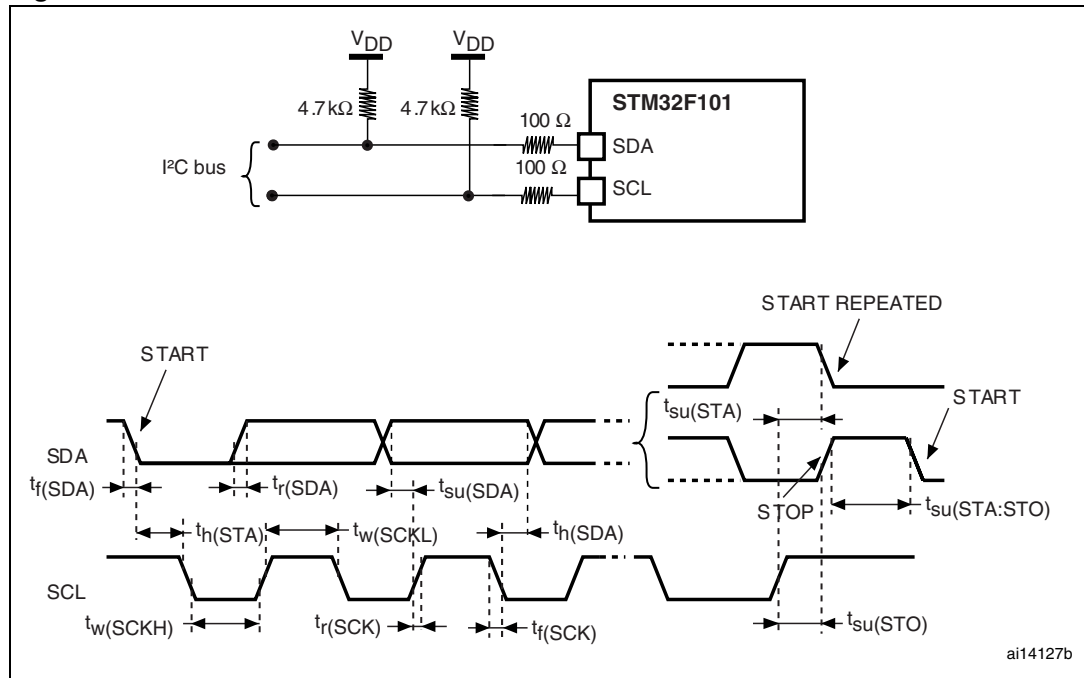 VDD VDD
STM32F101
4.7kΩ 4.7kΩ
100 Ω
SDA
100 Ω
I²C bus
SCL
START REPEATED
START
START
tsu(STA)
SDA
tf(SDA)
tr(SDA)
tsu(SDA)
STOP
tsu(STA:STO)
th(STA)
tw(SCKL)
th(SDA)
SCL
tw(SCKH)
tr(SCK)
tf(SCK)
tsu(STO)
ai14127b